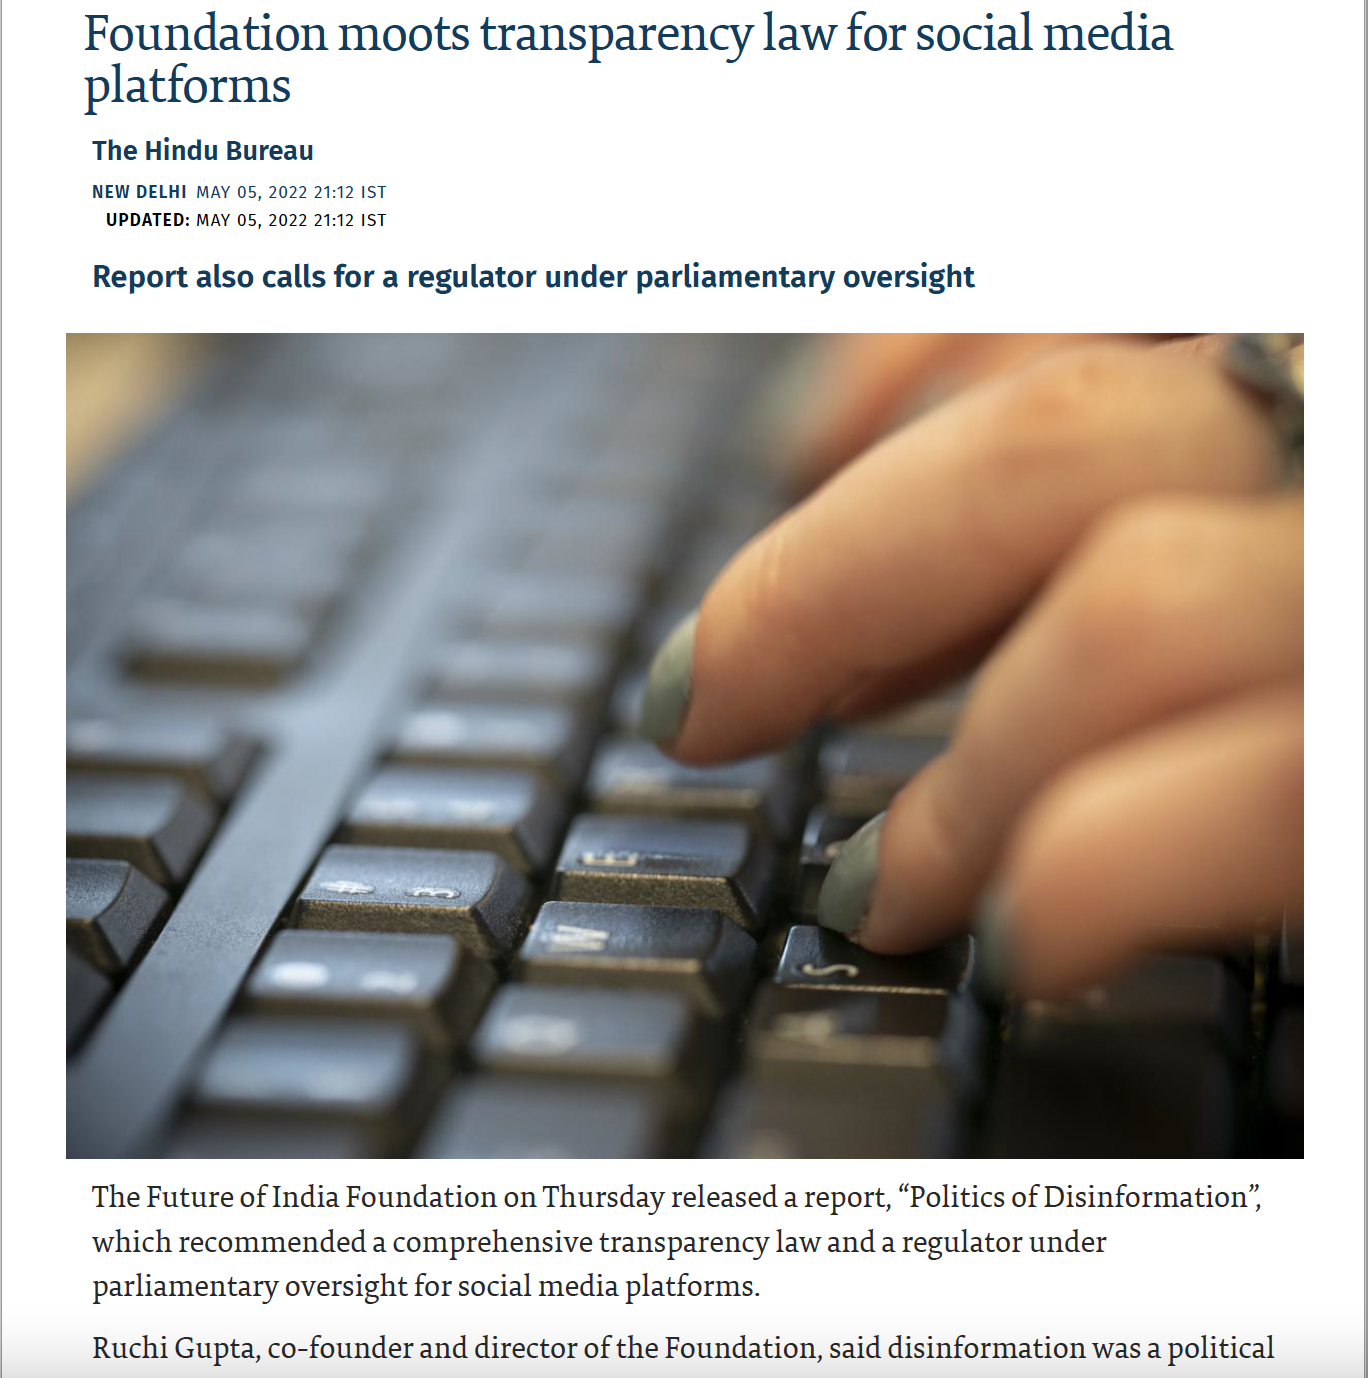 Foundation moots transparency law for social media
platforms
The Hindu Bureau
NEW DELHI MAY 05, 2022 21:12 IST
UPDATED: MAY 05, 2022 21:12 IST
Report also calls for a regulator under parliamentary oversight
E
3
W
S
The Future of India Foundation on Thursday released a report, “Politics of Disinformation”,
which recommended a comprehensive transparency law and a regulator under
parliamentary oversight for social media platforms.
Ruchi Gupta, co-founder and director of the Foundation, said disinformation was a political